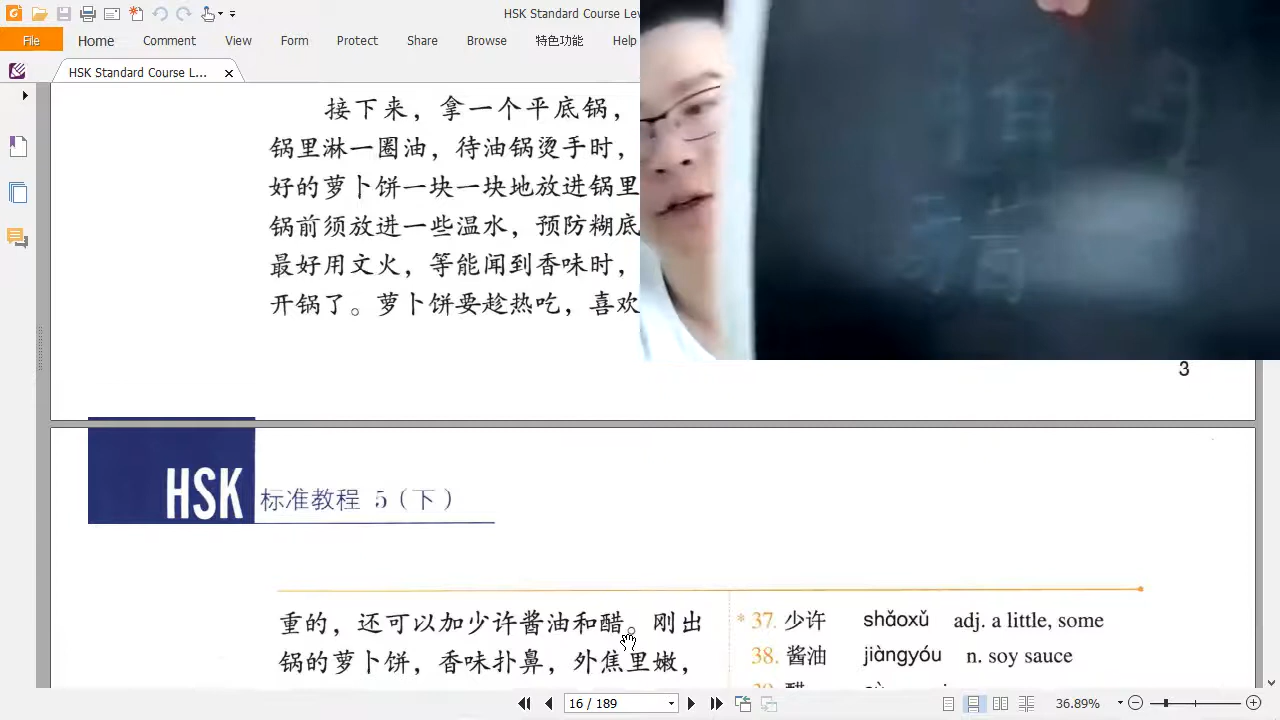 HSK Standard Course Lev
File Home Comment View Form Protect Share Browse 特色功能 Help
HSK Standard Course L...
接下来，拿一个平底锅，
锅里淋一圈油，待油锅烫手时，
好的萝卜饼一块一块地放进锅里
锅前须放进一些温水，预防糊底
最好用文火，等能闻到香味时，
开锅了。萝卜饼要趁热吃，喜欢
3
HSK 标准教程 5（下）
重的，还可以加少许酱油和醋。刚出
锅的萝卜饼，香味扑鼻，外焦里嫩，
* 37. 少许 shǎoxǔ adj. a little, some
38. 酱油 jiàngyóu n. soy sauce
16 / 189
36.89%